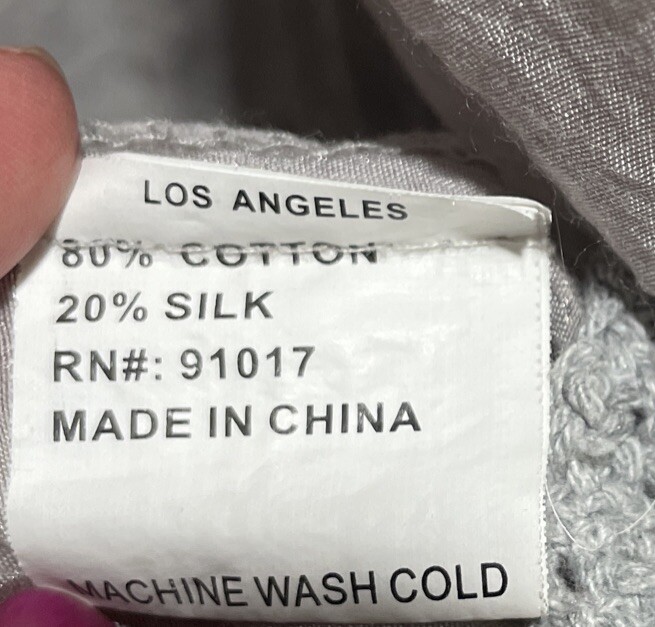 LOS ANGELES
80% COTTON
20% SILK
RN#: 91017
MADE IN CHINA
MACHINE WASH COLD